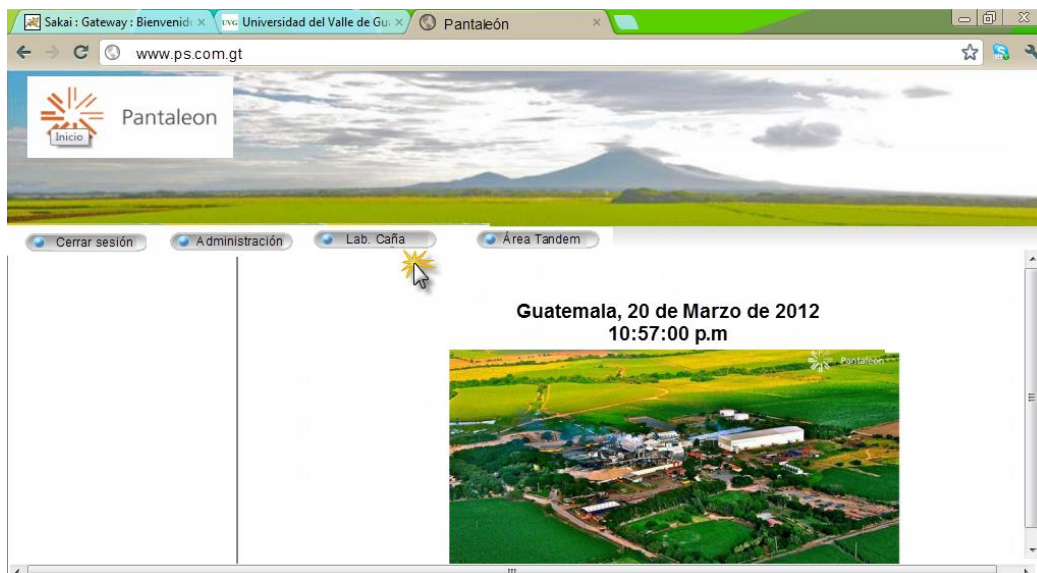 Sakai : Gateway : Bienvenid
UVG Universidad del Valle de Gu
Pantaleón
www.ps.com.gt
Pantaleon
Inicio
Cerrar sesión
Administración
Lab. Caña
Área Tandem
Guatemala, 20 de Marzo de 2012
10:57:00 p.m
Pantaleon